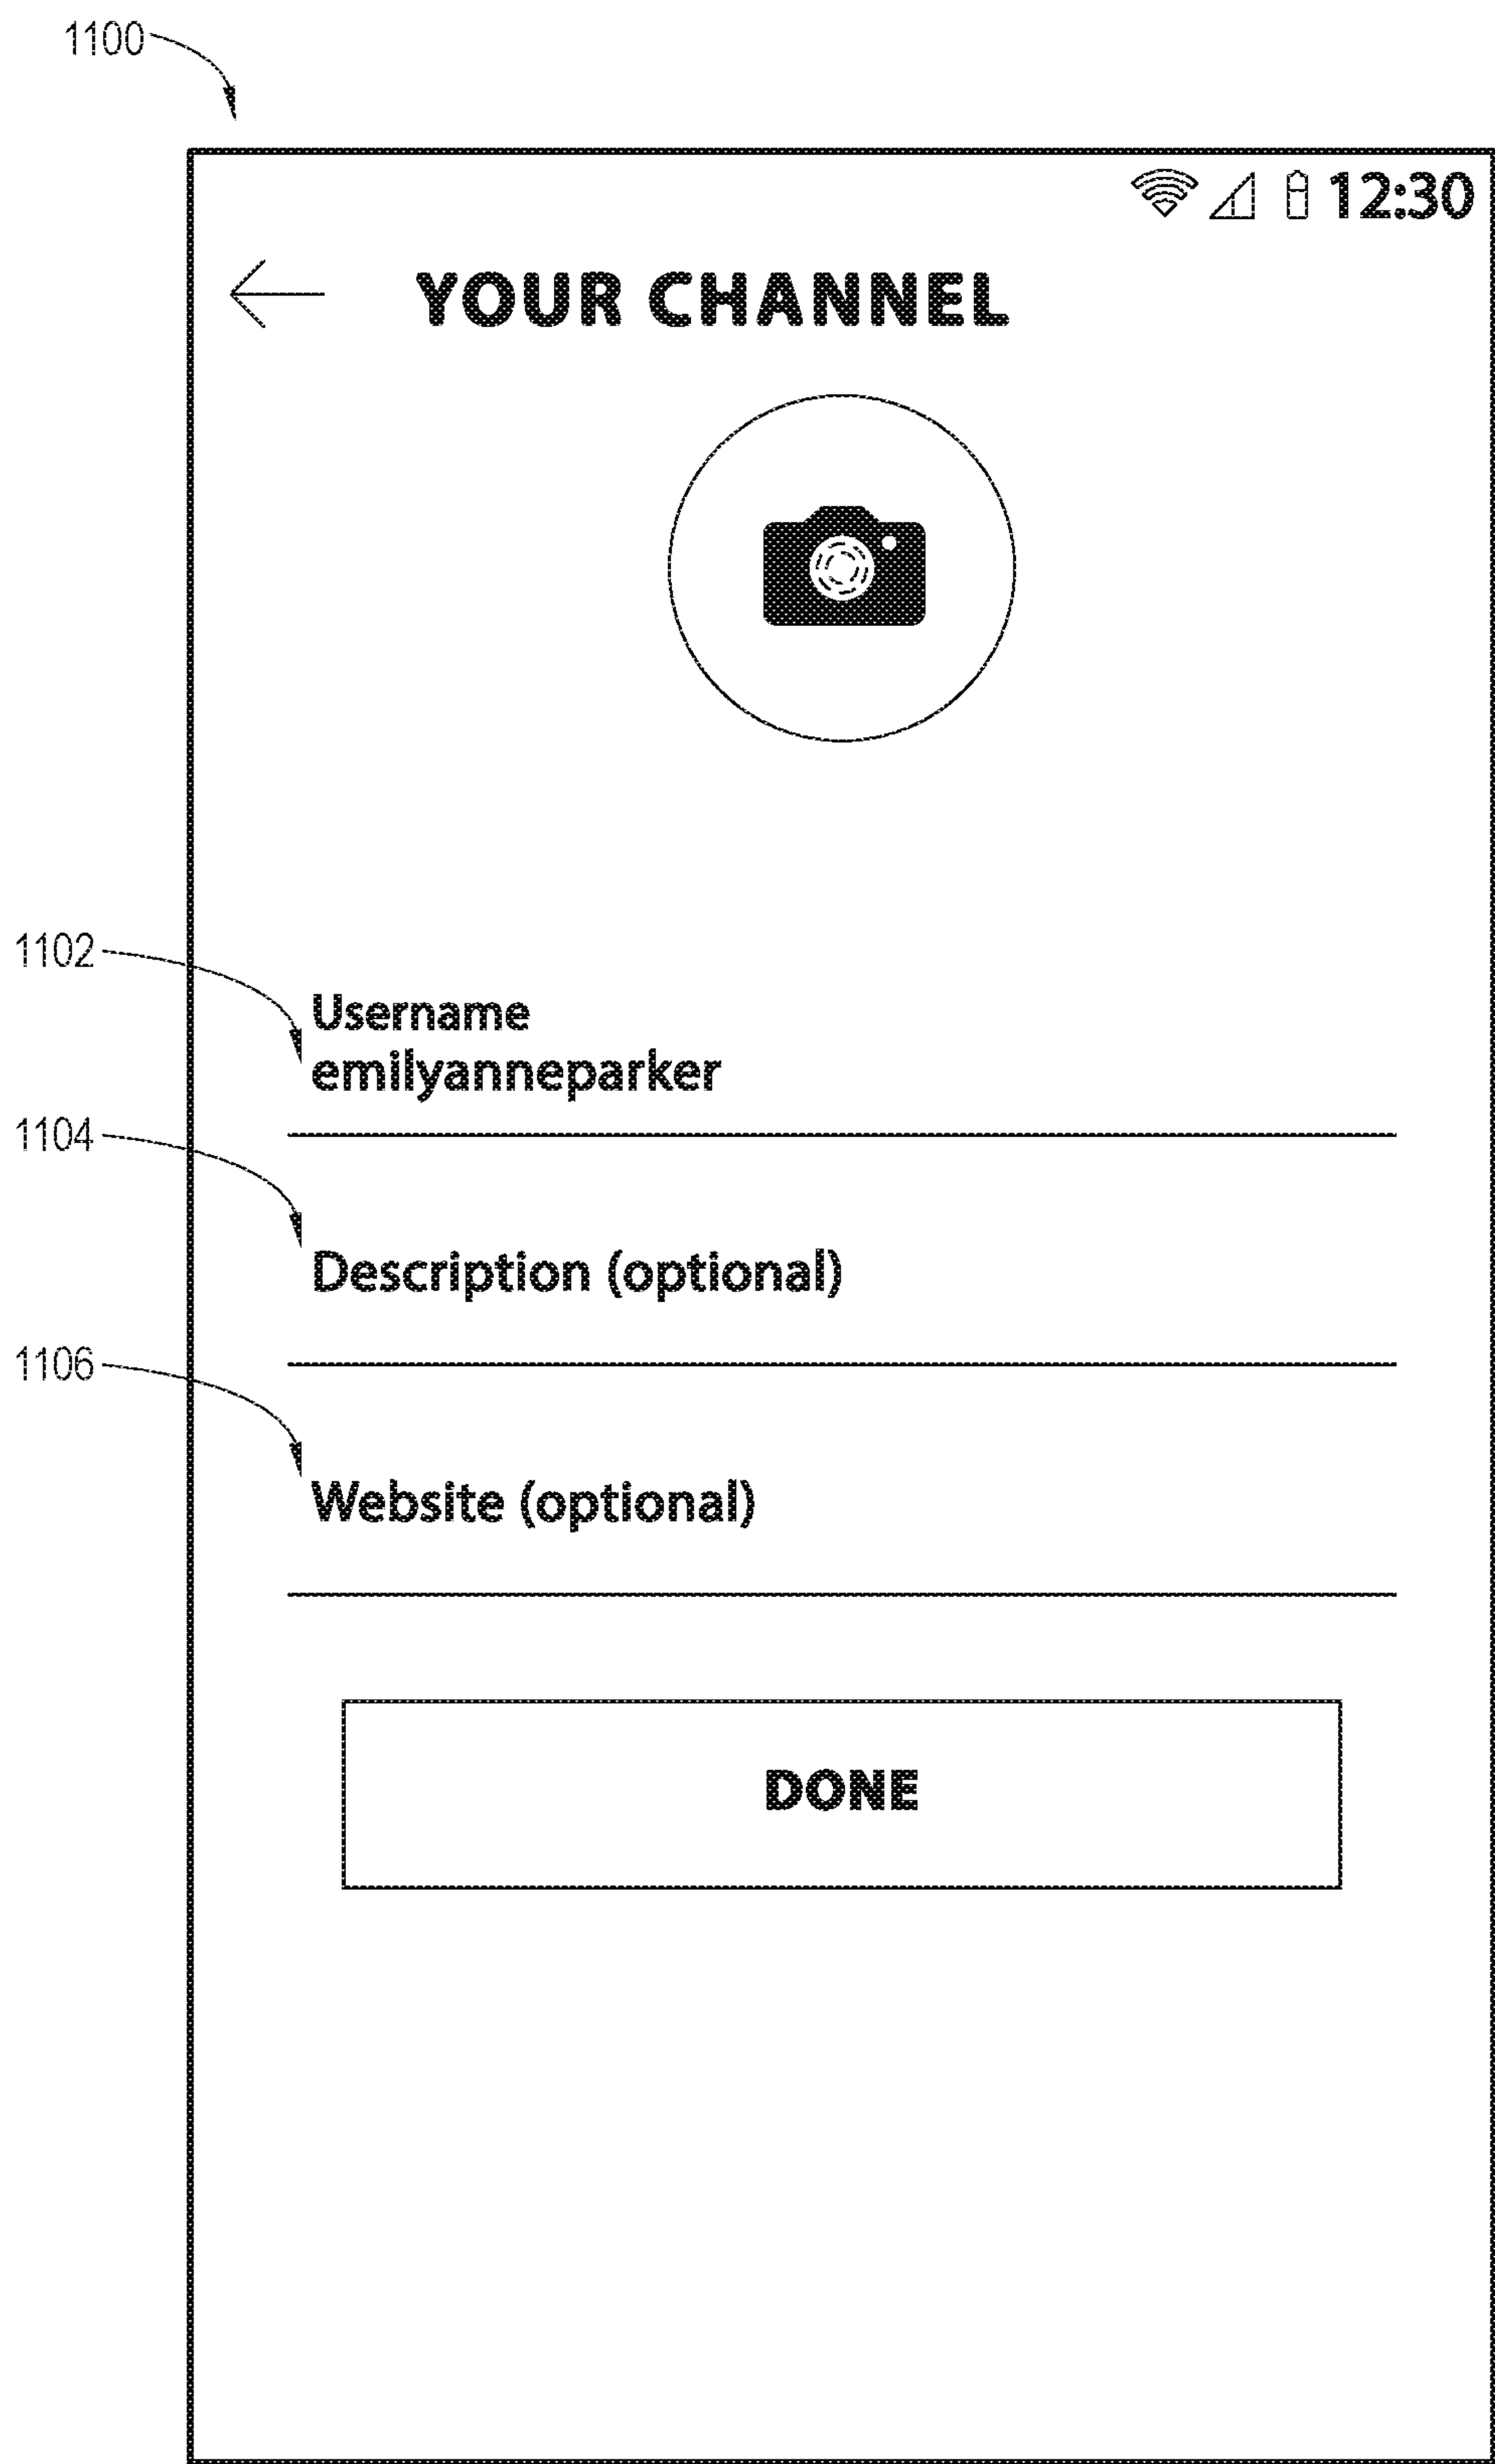 1100
12:30
YOUR CHANNEL
1102
Username
emilyanneparker
1104
Description (optional)
1106
Website (optional)
DONE